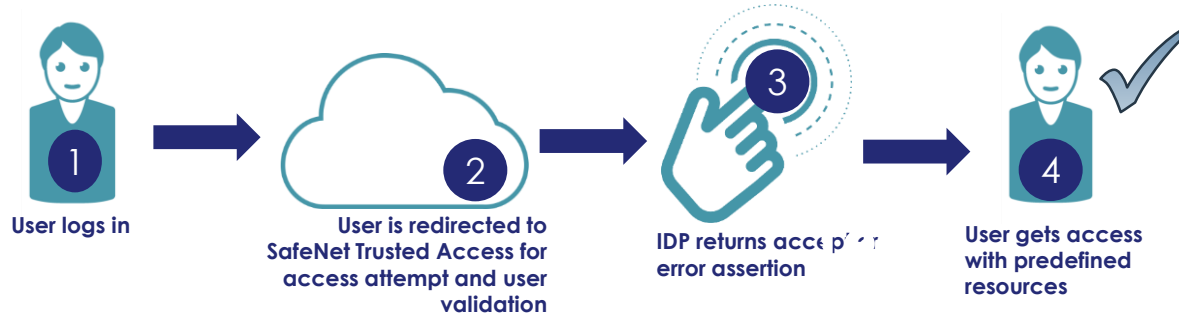 1
User logs in
2
User is redirected to
SafeNet Trusted Access for
access attempt and user
validation
3
IDP returns
error assertion
4
User gets access
with predefined
resources